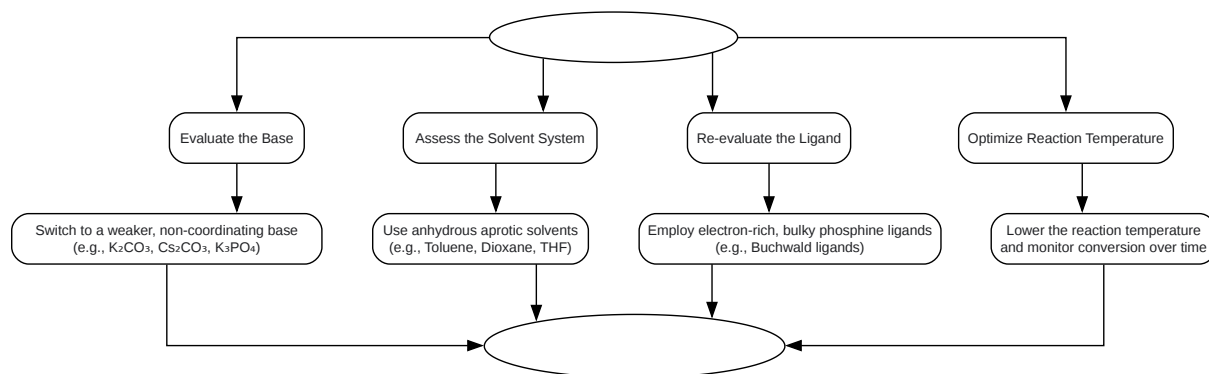 Evaluate the Base
Assess the Solvent System
Re-evaluate the Ligand
Optimize Reaction Temperature
Switch to a weaker, non-coordinating base
(e.g., K₂CO₃, Cs₂CO₃, K₃PO₄)
Use anhydrous aprotic solvents
(e.g., Toluene, Dioxane, THF)
Employ electron-rich, bulky phosphine ligands
(e.g., Buchwald ligands)
Lower the reaction temperature
and monitor conversion over time